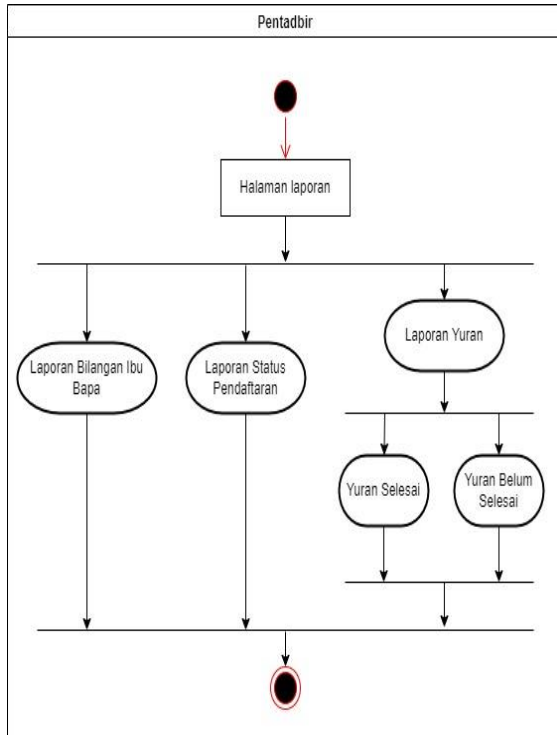 Pentadbir
Halaman laporan
Laporan Bilangan Ibu
Bapa
Laporan Status
Pendaftaran
Laporan Yuran
Yuran Selesai
Yuran Belum
Selesai